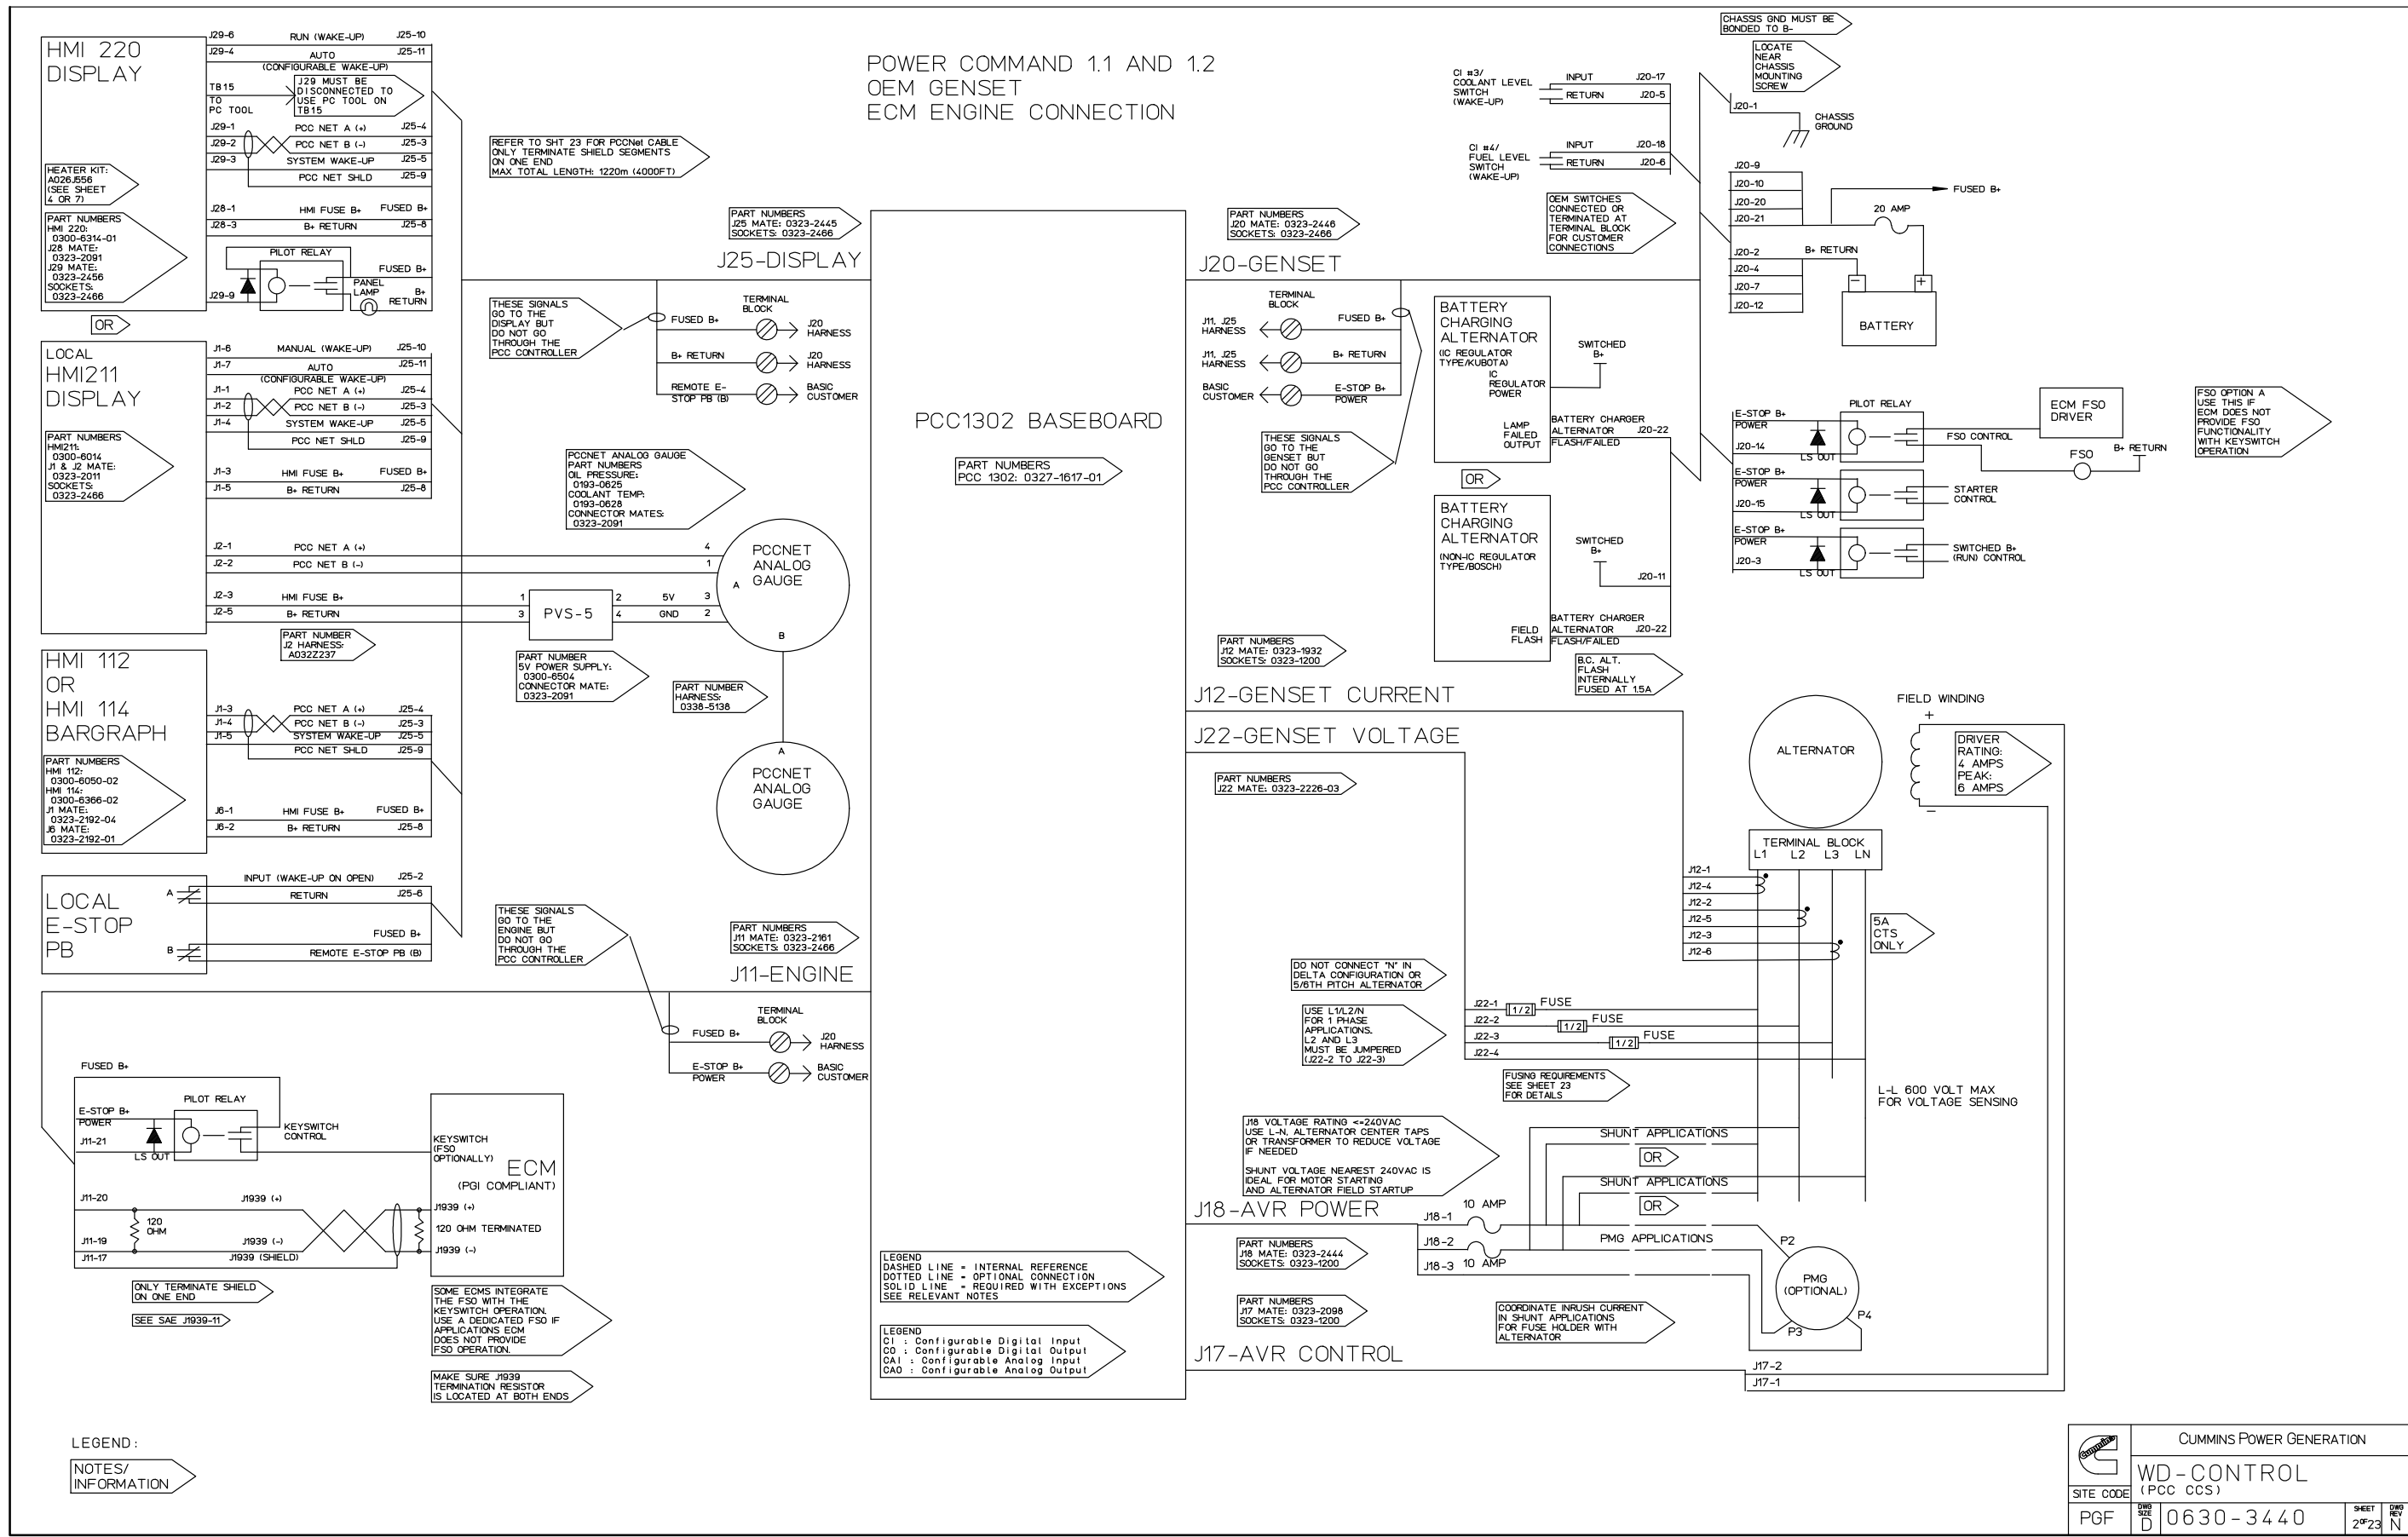 POWER COMMAND 1.1 AND 1.2
OEM GENSET
ECM ENGINE CONNECTION
HMI 220
DISPLAY
J29-6 RUN (WAKE-UP) J25-10
J29-4 AUTO J25-11
(CONFIGURABLE WAKE-UP)
TB15
TO
PC TOOL
J29 MUST BE
DISCONNECTED TO
USE PC TOOL ON
TB15
J29-1 PCC NET A (+) J25-4
J29-2 PCC NET B (-) J25-3
J29-3 SYSTEM WAKE-UP J25-5
PCC NET SHLD J25-9
HEATER KIT:
A026J556
(SEE SHEET
4 OR 7)
J28-1 HMI FUSE B+ FUSED B+
J28-3 B+ RETURN J25-8
PART NUMBERS
HMI 220:
0300-6314-01
J28 MATE:
0323-2091
J29 MATE:
0323-2456
SOCKETS:
0323-2466
PILOT RELAY
FUSED B+
PANEL
LAMP
B+
RETURN
J29-9
OR
LOCAL
HMI211
DISPLAY
J1-6 MANUAL (WAKE-UP) J25-10
J1-7 AUTO J25-11
(CONFIGURABLE WAKE-UP)
J1-1 PCC NET A (+) J25-4
J1-2 PCC NET B (-) J25-3
J1-4 SYSTEM WAKE-UP J25-5
PCC NET SHLD J25-9
PART NUMBERS
HMI211:
0300-6014
J1 & J2 MATE:
0323-2011
SOCKETS:
0323-2466
J1-3 HMI FUSE B+ FUSED B+
J1-5 B+ RETURN J25-8
J2-1 PCC NET A (+) 4
J2-2 PCC NET B (-) 1
J2-3 HMI FUSE B+ 1
J2-5 B+ RETURN 3
PVS-5
2 5V 3
4 GND 2
PART NUMBER
J2 HARNESS:
A032Z237
PART NUMBER
5V POWER SUPPLY:
0300-6504
CONNECTOR MATE:
0323-2091
PART NUMBER
HARNESS:
0338-5138
PCCNET ANALOG GAUGE
PART NUMBERS
OIL PRESSURE:
0193-0625
COOLANT TEMP:
0193-0628
CONNECTOR MATES:
0323-2091
PCCNET
ANALOG
GAUGE
A
B
A
PCCNET
ANALOG
GAUGE
HMI 112
OR
HMI 114
BARGRAPH
J1-3 PCC NET A (+) J25-4
J1-4 PCC NET B (-) J25-3
J1-5 SYSTEM WAKE-UP J25-5
PCC NET SHLD J25-9
PART NUMBERS
HMI 112:
0300-6050-02
HMI 114:
0300-6366-02
J1 MATE:
0323-2192-04
J6 MATE:
0323-2192-01
J6-1 HMI FUSE B+ FUSED B+
J6-2 B+ RETURN J25-8
LOCAL
E-STOP
PB
A INPUT (WAKE-UP ON OPEN) J25-2
RETURN J25-6
B FUSED B+
REMOTE E-STOP PB (B)
REFER TO SHT 23 FOR PCCNet CABLE
ONLY TERMINATE SHIELD SEGMENTS
ON ONE END
MAX TOTAL LENGTH: 1220m (4000FT)
PART NUMBERS
J25 MATE: 0323-2445
SOCKETS: 0323-2466
J25-DISPLAY
THESE SIGNALS
GO TO THE
DISPLAY BUT
DO NOT GO
THROUGH THE
PCC CONTROLLER
TERMINAL
BLOCK
FUSED B+ J20
HARNESS
B+ RETURN J20
HARNESS
REMOTE E-
STOP PB (B)
BASIC
CUSTOMER
PCC1302 BASEBOARD
PART NUMBERS
PCC 1302: 0327-1617-01
THESE SIGNALS
GO TO THE
ENGINE BUT
DO NOT GO
THROUGH THE
PCC CONTROLLER
PART NUMBERS
J11 MATE: 0323-2161
SOCKETS: 0323-2466
J11-ENGINE
TERMINAL
BLOCK
FUSED B+ J20
HARNESS
E-STOP B+
POWER
BASIC
CUSTOMER
FUSED B+
PILOT RELAY
E-STOP B+
POWER
J11-21
LS OUT
KEYSWITCH
CONTROL
KEYSWITCH
(FSO
OPTIONALLY)
ECM
(PGI COMPLIANT)
J11-20 J1939 (+)
120
OHM
J11-19 J1939 (-)
J11-17 J1939 (SHIELD)
J1939 (+)
120 OHM TERMINATED
J1939 (-)
ONLY TERMINATE SHIELD
ON ONE END
SEE SAE J1939-11
SOME ECMS INTEGRATE
THE FSO WITH THE
KEYSWITCH OPERATION.
USE A DEDICATED FSO IF
APPLICATIONS ECM
DOES NOT PROVIDE
FSO OPERATION.
MAKE SURE J1939
TERMINATION RESISTOR
IS LOCATED AT BOTH ENDS
LEGEND
DASHED LINE = INTERNAL REFERENCE
DOTTED LINE = OPTIONAL CONNECTION
SOLID LINE = REQUIRED WITH EXCEPTIONS
SEE RELEVANT NOTES
LEGEND
CI : Configurable Digital Input
CO : Configurable Digital Output
CAI : Configurable Analog Input
CAO : Configurable Analog Output
LEGEND:
NOTES/
INFORMATION
CHASSIS GND MUST BE
BONDED TO B-
LOCATE
NEAR
CHASSIS
MOUNTING
SCREW
CI #3/
COOLANT LEVEL
SWITCH
(WAKE-UP)
INPUT J20-17
RETURN J20-5
CI #4/
FUEL LEVEL
SWITCH
(WAKE-UP)
INPUT J20-18
RETURN J20-6
J20-1
CHASSIS
GROUND
OEM SWITCHES
CONNECTED OR
TERMINATED AT
TERMINAL BLOCK
FOR CUSTOMER
CONNECTIONS
J20-9
J20-10
J20-20
J20-21
FUSED B+
20 AMP
J20-2 B+ RETURN
J20-4
J20-7
J20-12
- +
BATTERY
PART NUMBERS
J20 MATE: 0323-2446
SOCKETS: 0323-2466
J20-GENSET
TERMINAL
BLOCK
J11, J25
HARNESS
FUSED B+
J11, J25
HARNESS
B+ RETURN
BASIC
CUSTOMER
E-STOP B+
POWER
THESE SIGNALS
GO TO THE
GENSET BUT
DO NOT GO
THROUGH THE
PCC CONTROLLER
BATTERY
CHARGING
ALTERNATOR
(IC REGULATOR
TYPE/KUBOTA)
IC
REGULATOR
POWER
SWITCHED
B+
LAMP
FAILED
OUTPUT
BATTERY CHARGER
ALTERNATOR J20-22
FLASH/FAILED
OR
BATTERY
CHARGING
ALTERNATOR
(NON-IC REGULATOR
TYPE/BOSCH)
SWITCHED
B+
J20-11
FIELD
FLASH
BATTERY CHARGER
ALTERNATOR J20-22
FLASH/FAILED
B.C. ALT.
FLASH
INTERNALLY
FUSED AT 1.5A
E-STOP B+
POWER
J20-14
LS OUT
PILOT RELAY
FSO CONTROL
ECM FSO
DRIVER
FSO
B+ RETURN
FSO OPTION A
USE THIS IF
ECM DOES NOT
PROVIDE FSO
FUNCTIONALITY
WITH KEYSWITCH
OPERATION
E-STOP B+
POWER
J20-15
LS OUT
STARTER
CONTROL
E-STOP B+
POWER
J20-3
LS OUT
SWITCHED B+
(RUN) CONTROL
PART NUMBERS
J12 MATE: 0323-1932
SOCKETS: 0323-1200
J12-GENSET CURRENT
J22-GENSET VOLTAGE
PART NUMBERS
J22 MATE: 0323-2226-03
ALTERNATOR
FIELD WINDING
+
-
DRIVER
RATING:
4 AMPS
PEAK:
6 AMPS
TERMINAL BLOCK
L1 L2 L3 LN
J12-1
J12-4
J12-2
J12-5
J12-3
J12-6
5A
CTS
ONLY
DO NOT CONNECT "N" IN
DELTA CONFIGURATION OR
5/6TH PITCH ALTERNATOR
USE L1/L2/N
FOR 1 PHASE
APPLICATIONS.
L2 AND L3
MUST BE JUMPERED
(J22-2 TO J22-3)
J22-1 1/2 FUSE
J22-2 1/2 FUSE
J22-3 1/2 FUSE
J22-4
FUSING REQUIREMENTS
SEE SHEET 23
FOR DETAILS
L-L 600 VOLT MAX
FOR VOLTAGE SENSING
J18 VOLTAGE RATING <=240VAC
USE L-N, ALTERNATOR CENTER TAPS
OR TRANSFORMER TO REDUCE VOLTAGE
IF NEEDED
SHUNT VOLTAGE NEAREST 240VAC IS
IDEAL FOR MOTOR STARTING
AND ALTERNATOR FIELD STARTUP
SHUNT APPLICATIONS
OR
SHUNT APPLICATIONS
OR
J18-AVR POWER
J18-1 10 AMP
J18-2
J18-3 10 AMP
PMG APPLICATIONS
P2
PMG
(OPTIONAL)
P4
P3
PART NUMBERS
J18 MATE: 0323-2444
SOCKETS: 0323-1200
PART NUMBERS
J17 MATE: 0323-2098
SOCKETS: 0323-1200
COORDINATE INRUSH CURRENT
IN SHUNT APPLICATIONS
FOR FUSE HOLDER WITH
ALTERNATOR
J17-AVR CONTROL
J17-2
J17-1
Cummins
CUMMINS POWER GENERATION
WD-CONTROL
(PCC CCS)
SITE CODE
PGF
DWG
SIZE
D
0630-3440
SHEET
2 OF 23
DWG
REV
N